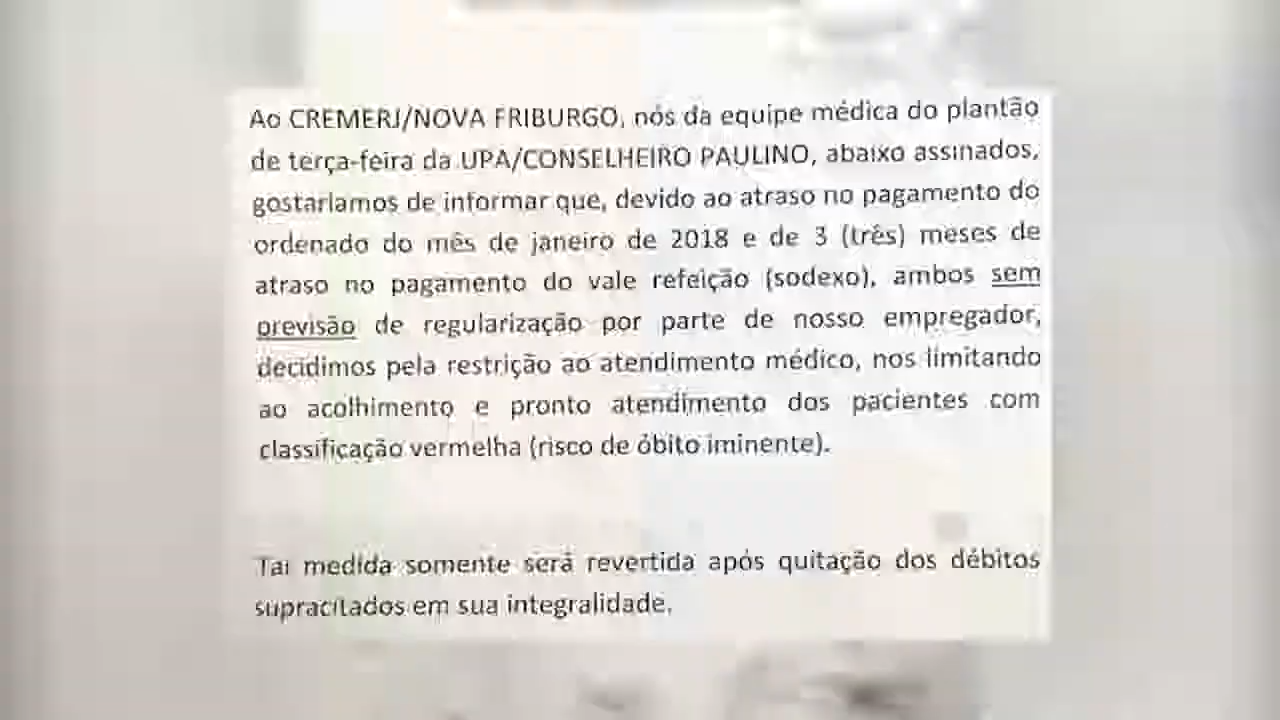 Ao CREMERJ/NOVA FRIBURGO, nós da equipe médica do plantão
de terça-feira da UPA/CONSELHEIRO PAULINO, abaixo assinados,
gostaríamos de informar que, devido ao atraso no pagamento do
ordenado do mês de janeiro de 2018 e de 3 (três) meses de
atraso no pagamento do vale refeição (sodexo), ambos sem
previsão de regularização por parte de nosso empregador,
decidimos pela restrição ao atendimento médico, nos limitando
ao acolhimento e pronto atendimento dos pacientes com
classificação vermelha (risco de óbito iminente).
Tal medida somente será revertida após quitação dos débitos
supracitados em sua integralidade.